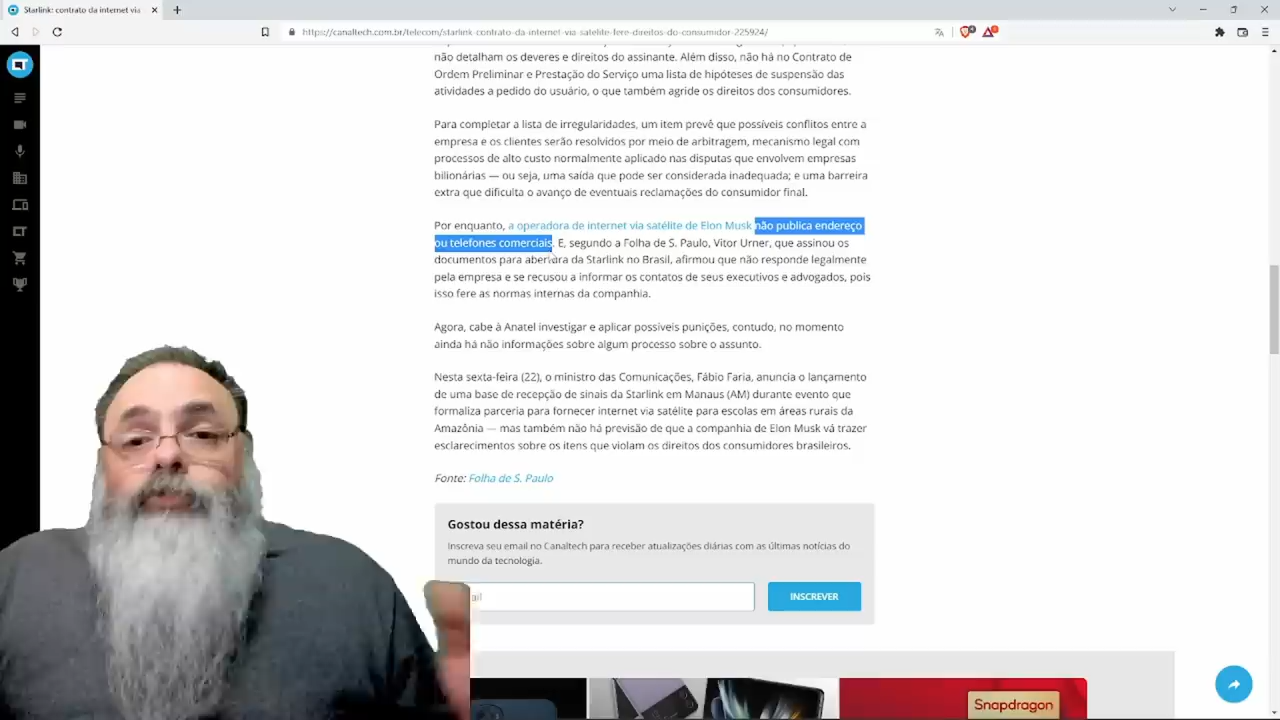 Starlink: contrato da internet via
https://canaltech.com.br/telecom/starlink-contrato-da-internet-via-satelite-fere-direitos-do-consumidor-225924/
não detalham os deveres e direitos do assinante. Além disso, não há no Contrato de
Ordem Preliminar e Prestação do Serviço uma lista de hipóteses de suspensão das
atividades a pedido do usuário, o que também agride os direitos dos consumidores.
Para completar a lista de irregularidades, um item prevê que possíveis conflitos entre a
empresa e os clientes serão resolvidos por meio de arbitragem, mecanismo legal com
processos de alto custo normalmente aplicado nas disputas que envolvem empresas
bilionárias — ou seja, uma saída que pode ser considerada inadequada; e uma barreira
extra que dificulta o avanço de eventuais reclamações do consumidor final.
Por enquanto, a operadora de internet via satélite de Elon Musk não publica endereço
ou telefones comerciais. E, segundo a Folha de S. Paulo, Vitor Urner, que assinou os
documentos para abertura da Starlink no Brasil, afirmou que não responde legalmente
pela empresa e se recusou a informar os contatos de seus executivos e advogados, pois
isso fere as normas internas da companhia.
Agora, cabe à Anatel investigar e aplicar possíveis punições, contudo, no momento
ainda há não informações sobre algum processo sobre o assunto.
Nesta sexta-feira (22), o ministro das Comunicações, Fábio Faria, anuncia o lançamento
de uma base de recepção de sinais da Starlink em Manaus (AM) durante evento que
formaliza parceria para fornecer internet via satélite para escolas em áreas rurais da
Amazônia — mas também não há previsão de que a companhia de Elon Musk vá trazer
esclarecimentos sobre os itens que violam os direitos dos consumidores brasileiros.
Fonte: Folha de S. Paulo
Gostou dessa matéria?
Inscreva seu email no Canaltech para receber atualizações diárias com as últimas notícias do
mundo da tecnologia.
INSCREVER
Snapdragon